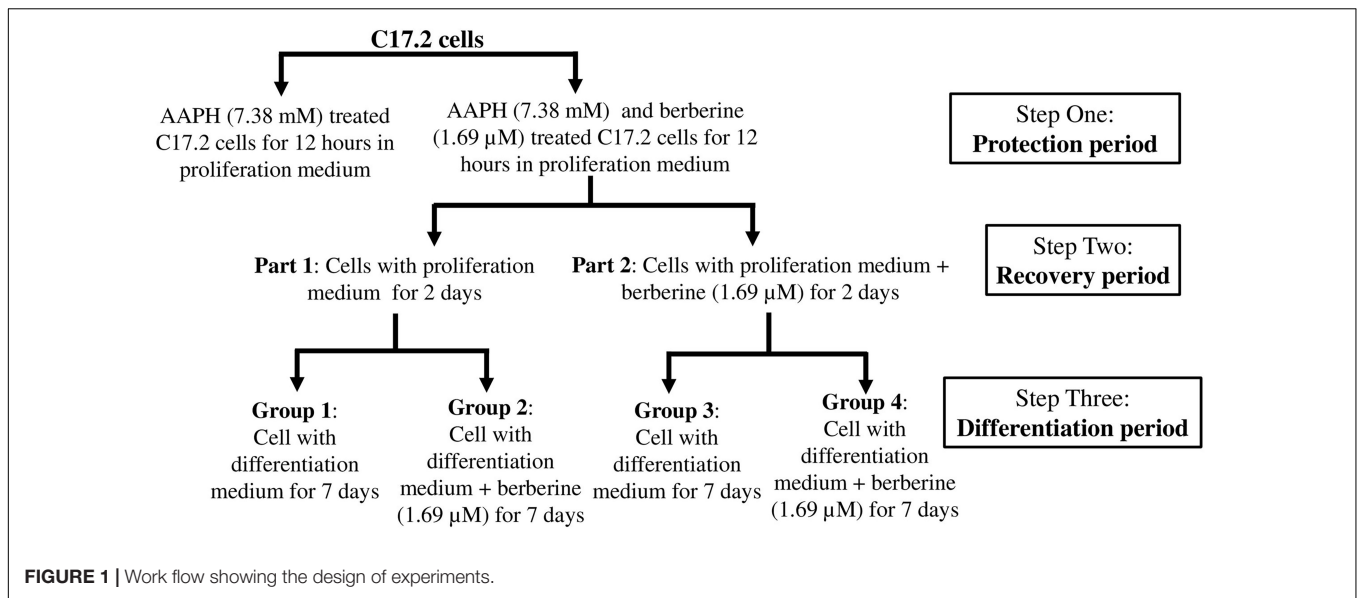 C17.2 cells
AAPH (7.38 mM) treated
C17.2 cells for 12 hours in
proliferation medium
AAPH (7.38 mM) and berberine
(1.69 µM) treated C17.2 cells for 12
hours in proliferation medium
Step One:
Protection period
Part 1: Cells with proliferation
medium for 2 days
Part 2: Cells with proliferation medium +
berberine (1.69 µM) for 2 days
Step Two:
Recovery period
Group 1:
Cell with
differentiation
medium for 7 days
Group 2:
Cell with
differentiation
medium + berberine
(1.69 µM) for 7 days
Group 3:
Cell with
differentiation
medium for 7 days
Group 4:
Cell with
differentiation
medium + berberine
(1.69 µM) for 7 days
Step Three:
Differentiation period
FIGURE 1 | Work flow showing the design of experiments.